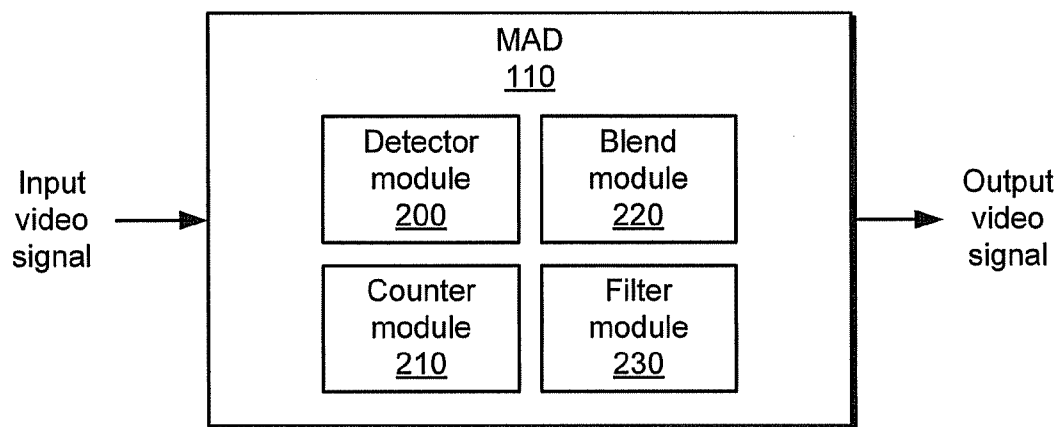 MAD
110
Detector
module
200
Blend
module
220
Input
video
signal
Output
video
signal
Counter
module
210
Filter
module
230